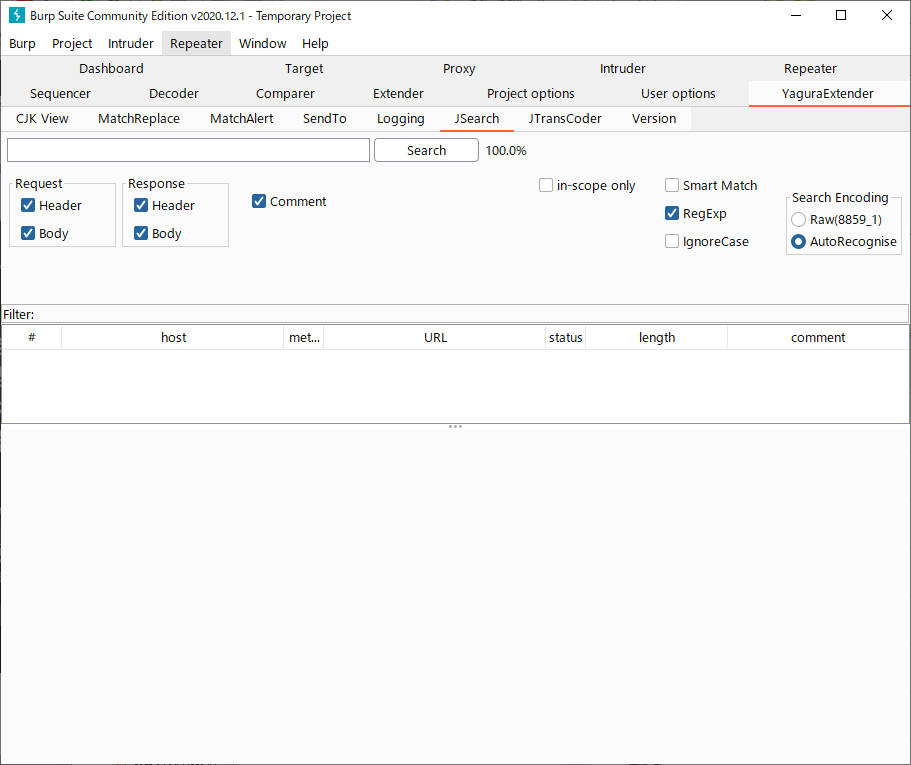 Burp Suite Community Edition v2020.12.1 - Temporary Project
Burp Project Intruder Repeater Window Help
Dashboard Target Proxy Intruder Repeater
Sequencer Decoder Comparer Extender Project options User options YaguraExtender
CJK View MatchReplace MatchAlert SendTo Logging JSearch JTransCoder Version
Search 100.0%
Request Response in-scope only Smart Match
Header Header Comment Search Encoding
RegExp Raw(8859_1)
Body Body IgnoreCase AutoRecognise
Filter:
# host met... URL status length comment